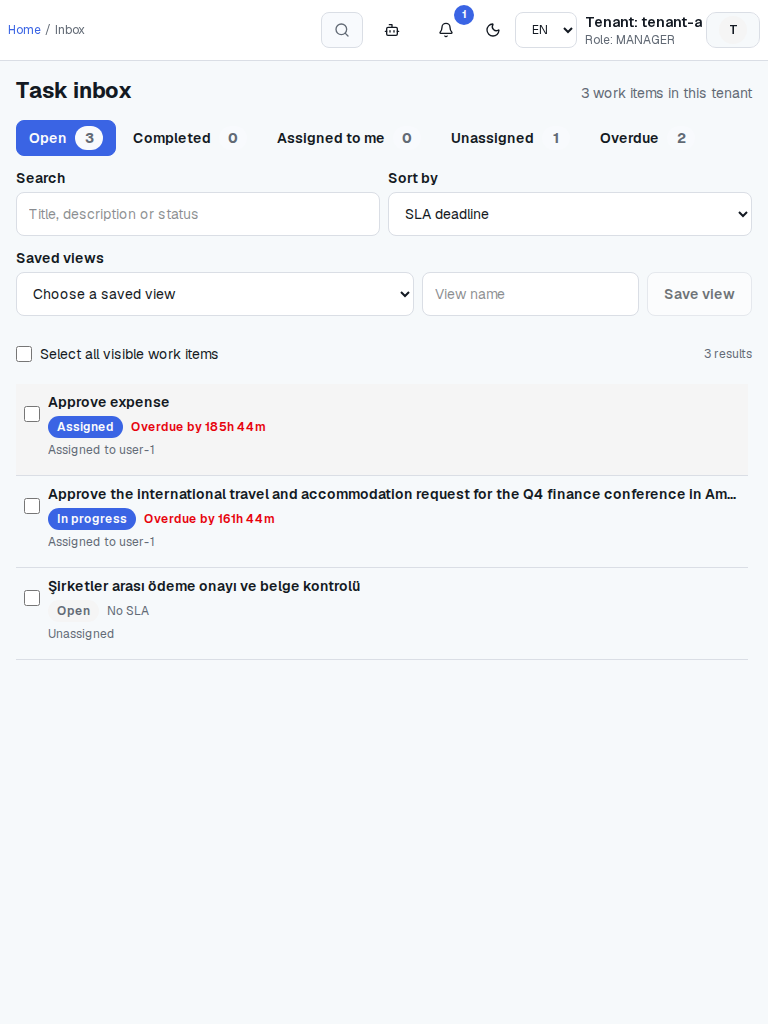 Home / Inbox
1
EN
Tenant: tenant-a
Role: MANAGER
T
Task inbox
3 work items in this tenant
Open 3 Completed 0 Assigned to me 0 Unassigned 1 Overdue 2
Search
Sort by
Title, description or status
SLA deadline
Saved views
Choose a saved view
View name
Save view
Select all visible work items
3 results
Approve expense
Assigned Overdue by 185h 44m
Assigned to user-1
Approve the international travel and accommodation request for the Q4 finance conference in Am…
In progress Overdue by 161h 44m
Assigned to user-1
Şirketler arası ödeme onayı ve belge kontrolü
Open No SLA
Unassigned